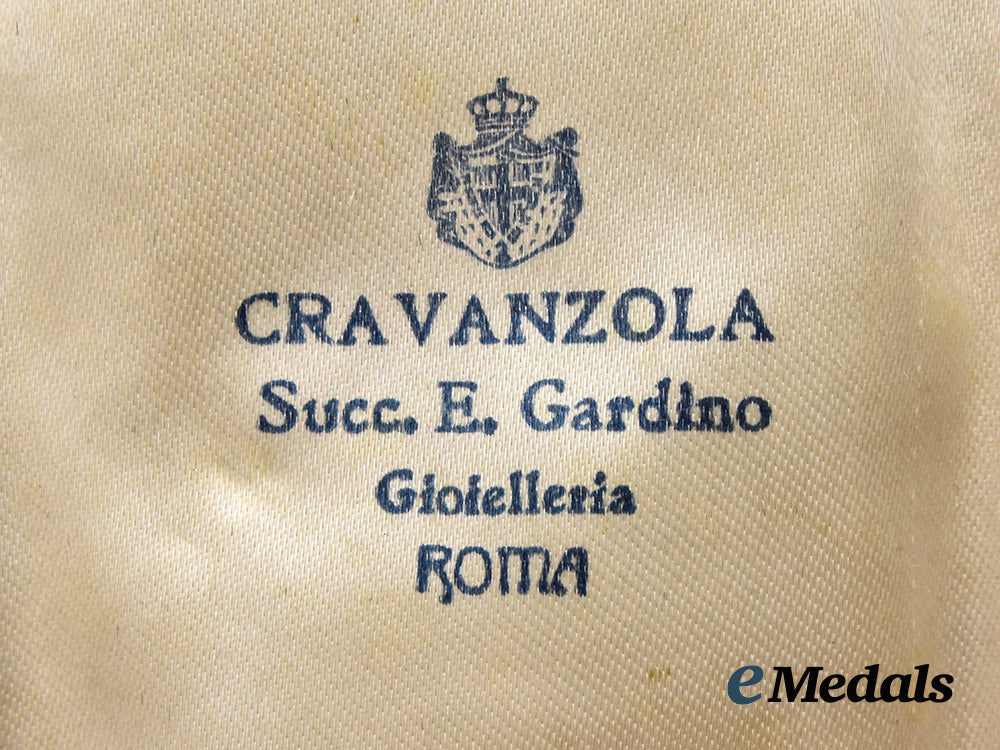 CRAVANZOLA
Succ. E. Gardino
Gioielleria
ROMA
eMedals